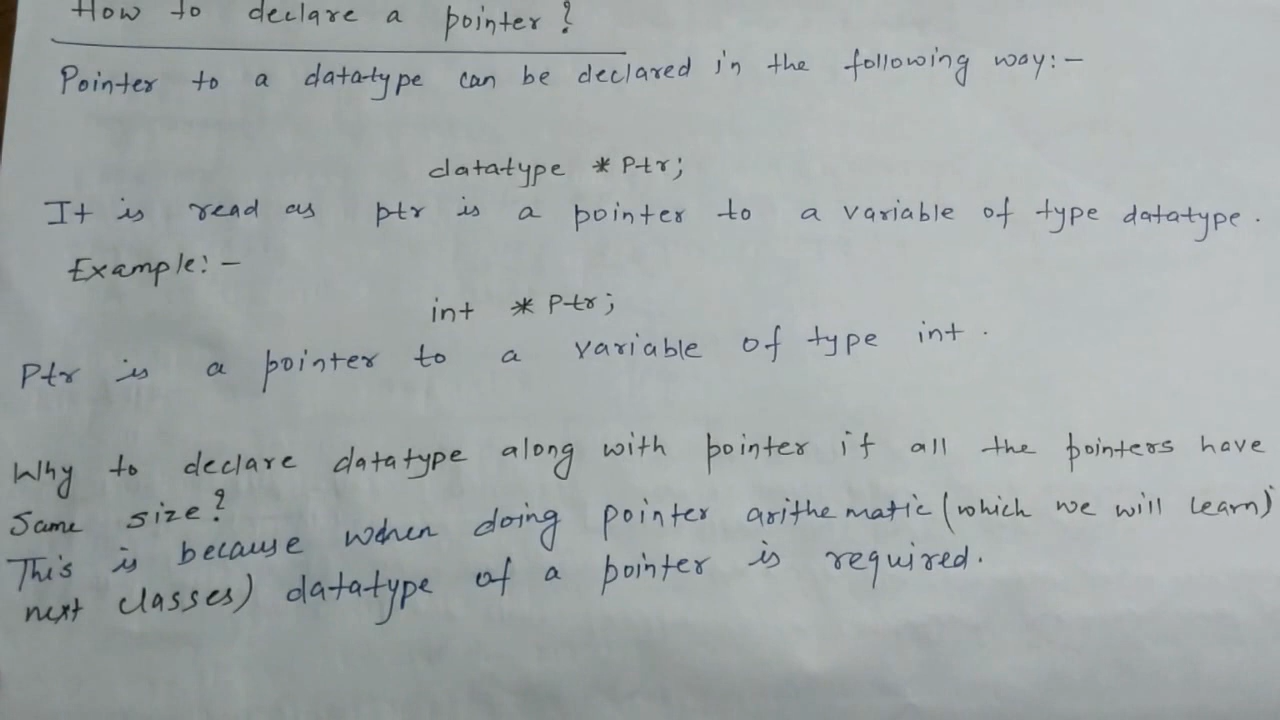 How to declare a pointer?
Pointer to a datatype can be declared in the following way:-
datatype * Ptr;
It is read as ptr is a pointer to a variable of type datatype.
Example:-
int * Ptr;
Ptr is a pointer to a variable of type int.
Why to declare datatype along with pointer if all the pointers have
Same size?
This is because when doing pointer arithematic (which we will learn)
next classes) datatype of a pointer is required.